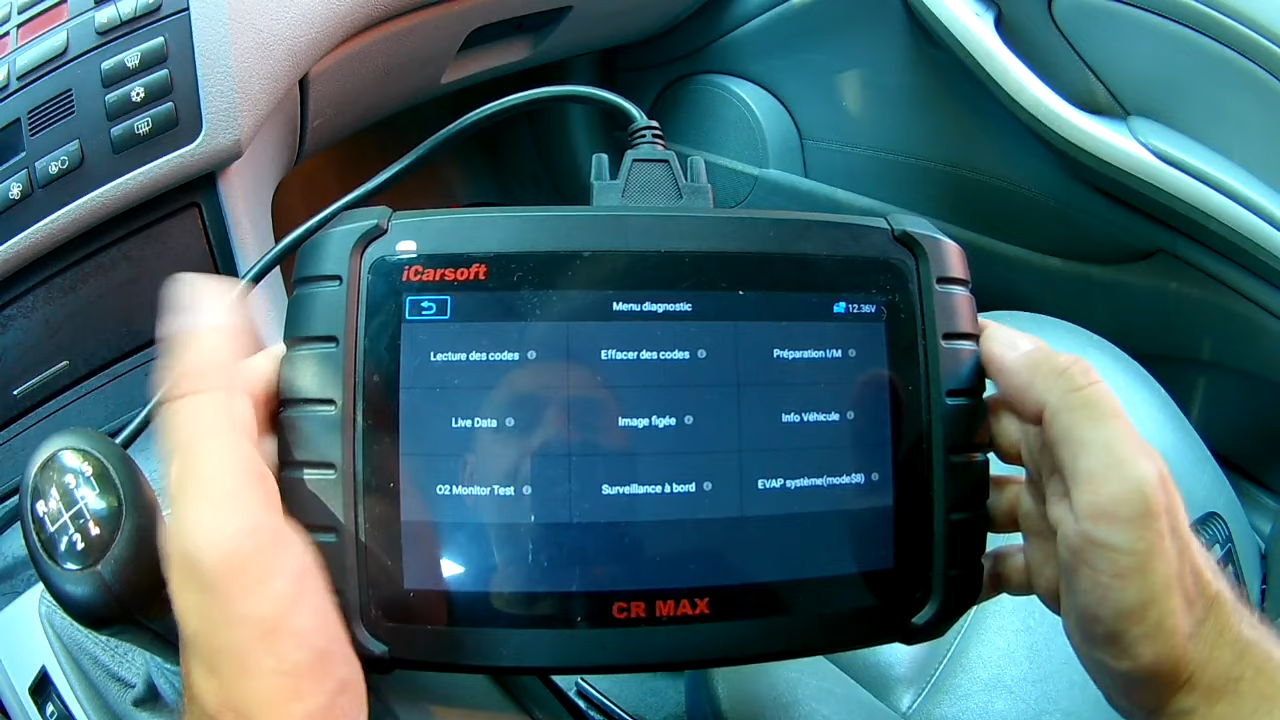 iCarsoft
Menu diagnostic
12.36V
Lecture des codes
Effacer des codes
Préparation I/M
Live Data
Image figée
Info Véhicule
O2 Monitor Test
Surveillance à bord
EVAP système(mode$8)
CR MAX